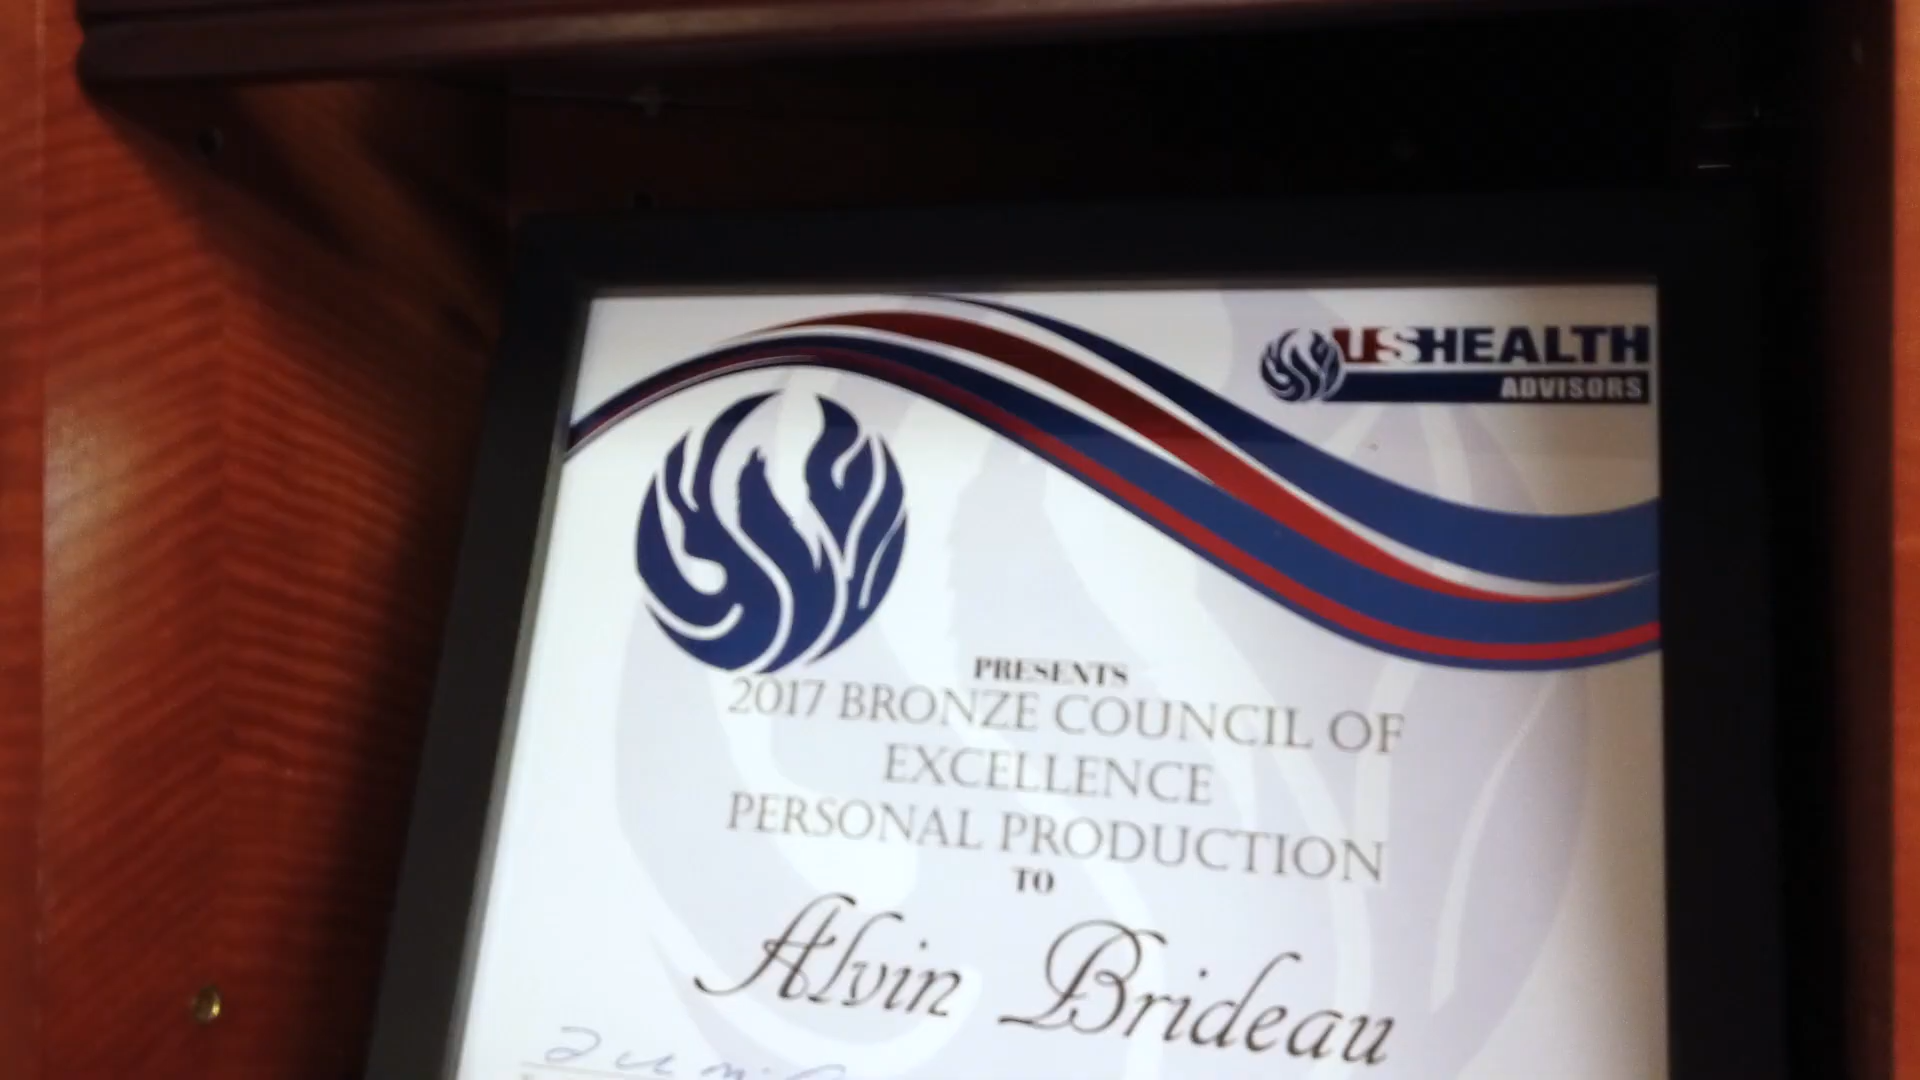 USHEALTH
ADVISORS
PRESENTS
2017 BRONZE COUNCIL OF
EXCELLENCE
PERSONAL PRODUCTION
TO
Alvin Brideau